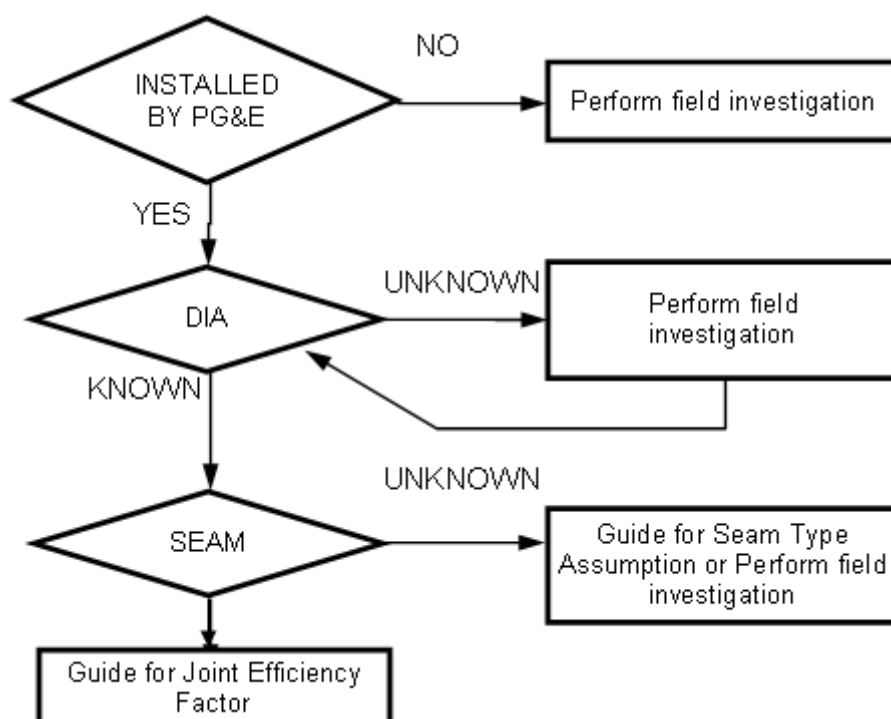 NO
INSTALLED
BY PG&E
Perform field investigation
YES
UNKNOWN
DIA
Perform field
investigation
KNOWN
UNKNOWN
SEAM
Guide for Seam Type
Assumption or Perform field
investigation
Guide for Joint Efficiency
Factor